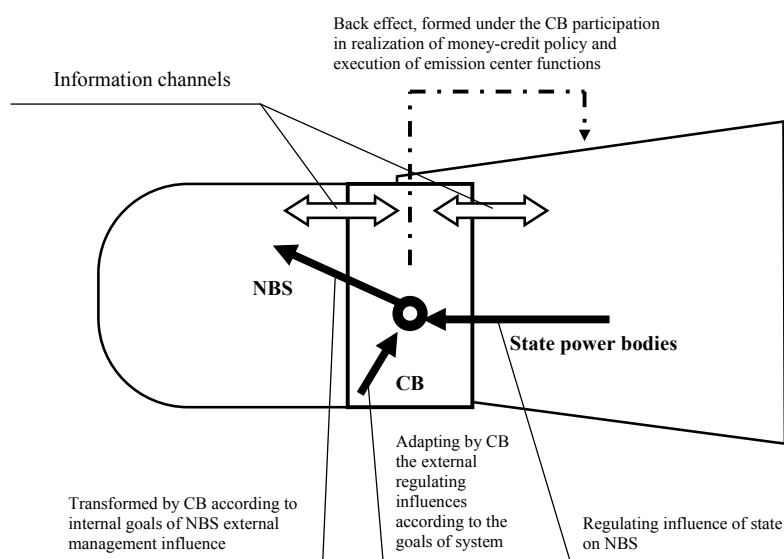 Back effect, formed under the CB participation
in realization of money-credit policy and
execution of emission center functions
Information channels
NBS
State power bodies
CB
Adapting by CB
the external
regulating
influences
according to the
goals of system
Transformed by CB according to
internal goals of NBS external
management influence
Regulating influence of state
on NBS